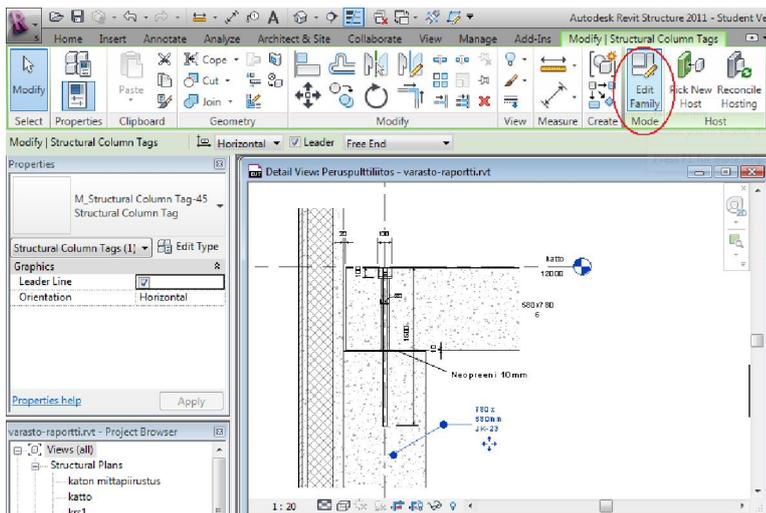 Autodesk Revit Structure 2011 - Student Ve
Home Insert Annotate Analyze Architect & Site Collaborate View Manage Add-Ins Modify | Structural Column Tags
Modify
Paste
Cope
Cut
Join
Edit Family
Pick New Host
Reconcile Hosting
Select Properties Clipboard Geometry Modify View Measure Create Mode Host
Modify | Structural Column Tags Horizontal Leader Free End
Properties
M_Structural Column Tag-45
Structural Column Tag
Structural Column Tags (1) Edit Type
Graphics
Leader Line
Orientation Horizontal
Properties help Apply
varasto-raportti.rvt - Project Browser
Views (all)
Structural Plans
katon mittapiirustus
katto
krs1
Detail View: Peruspulttiliitos - varasto-raportti.rvt
2D
katto
12000
580x780
6
1600
10
Neopreeni 10mm
780 x
580mm
JK-23
1 : 20